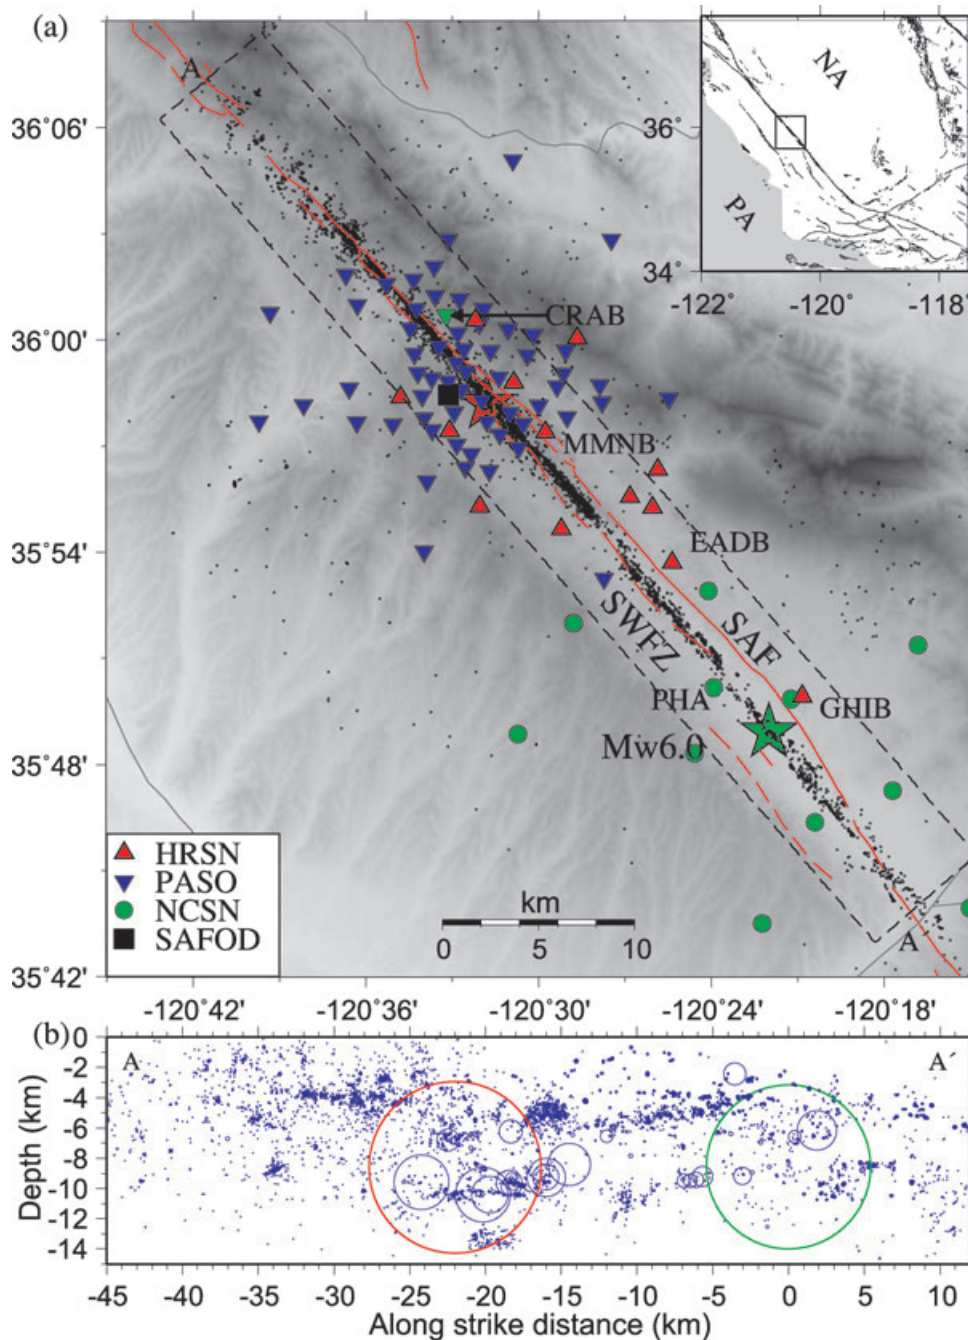 (a)
A
36°06'
36°00'
35°54'
35°48'
35°42'
NA
PA
36°
34°
-122° -120° -118°
CRAB
MMNB
EADB
SWFZ
SAF
PHA
GHIB
Mw6.0
HRSN
PASO
NCSN
SAFOD
km
0 5 10
A
-120°42' -120°36' -120°30' -120°24' -120°18'
(b)
A A´
0
-2
-4
-6
-8
-10
-12
-14
Depth (km)
-45 -40 -35 -30 -25 -20 -15 -10 -5 0 5 10
Along strike distance (km)